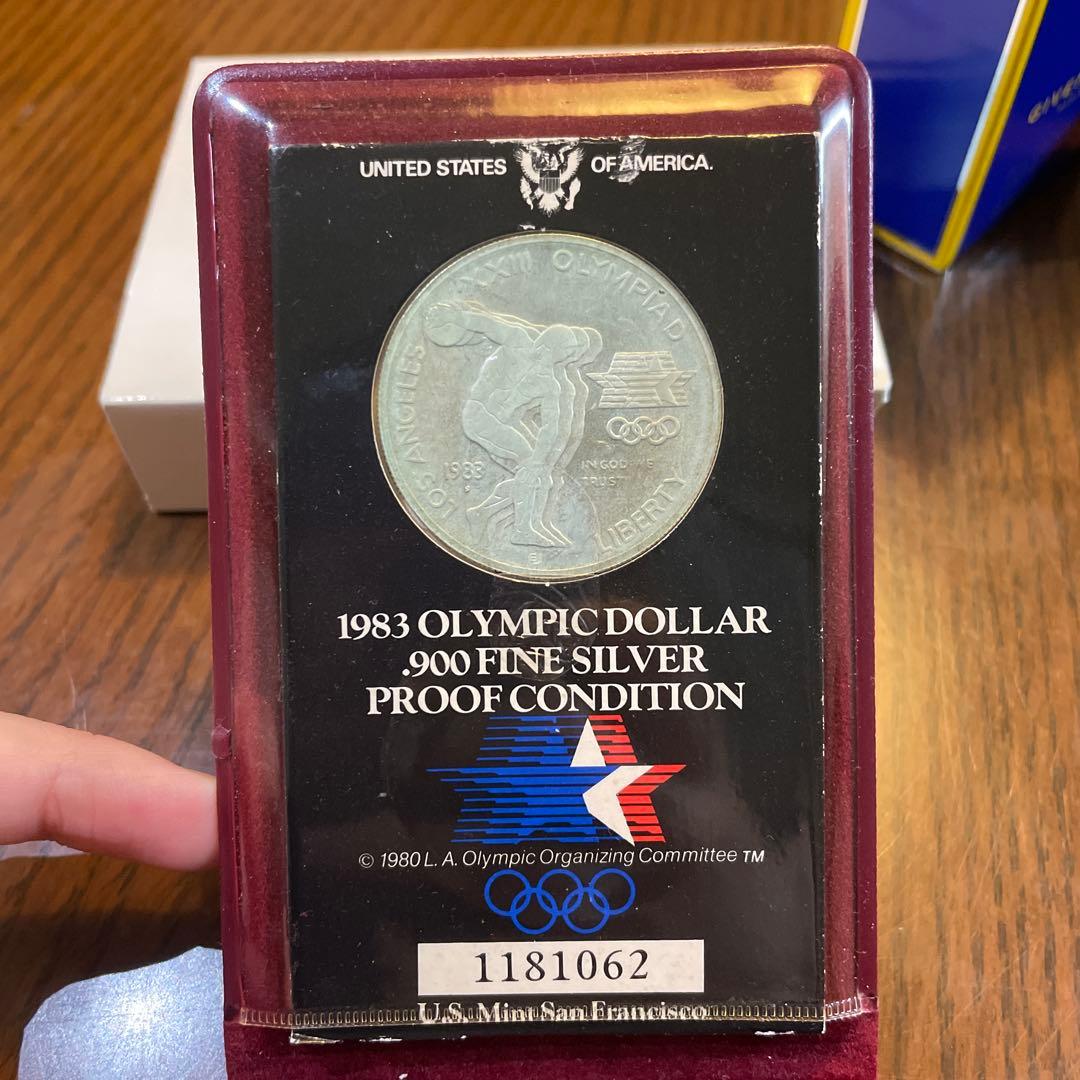 UNITED STATES OF AMERICA.
LOS ANGELES XXIII OLYMPIAD
1983
S
IN GOD WE
TRUST
LIBERTY
1983 OLYMPIC DOLLAR
.900 FINE SILVER
PROOF CONDITION
© 1980 L. A. Olympic Organizing Committee TM
1181062
U.S. Mint San Francisco